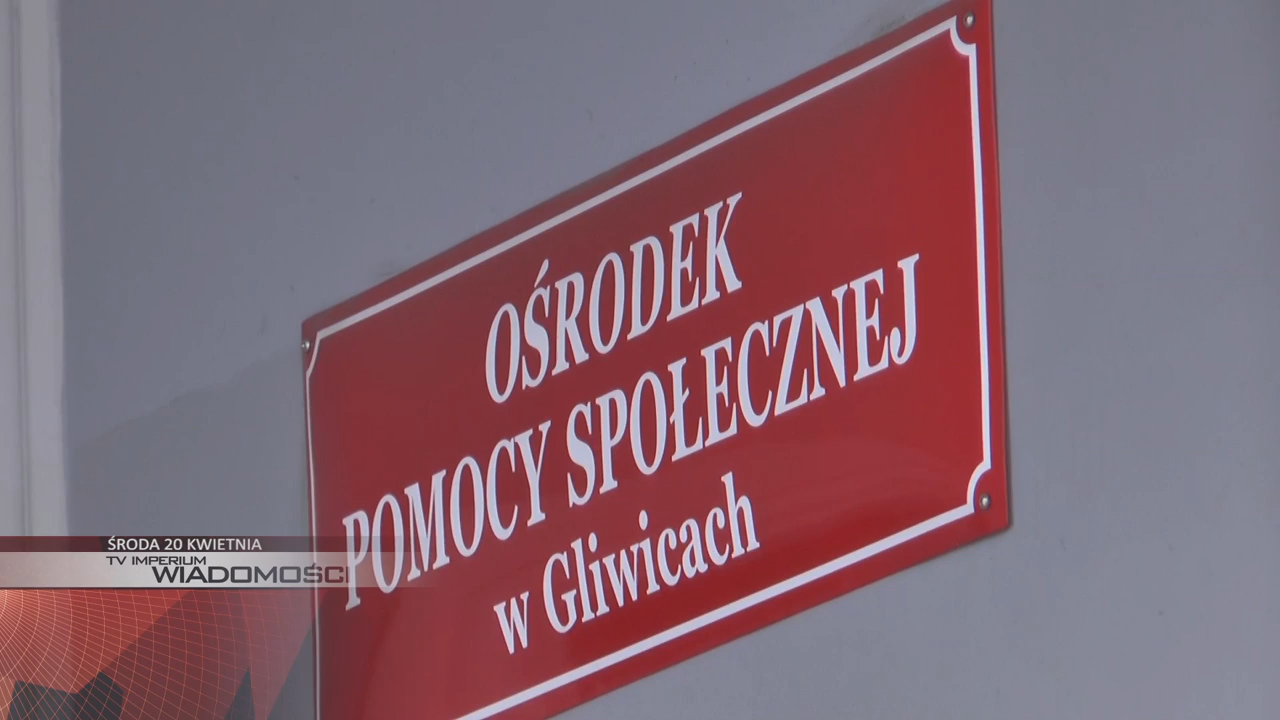 OŚRODEK
POMOCY SPOŁECZNEJ
w Gliwicach
ŚRODA 20 KWIETNIA
TV IMPERIUM
WIADOMOŚCI